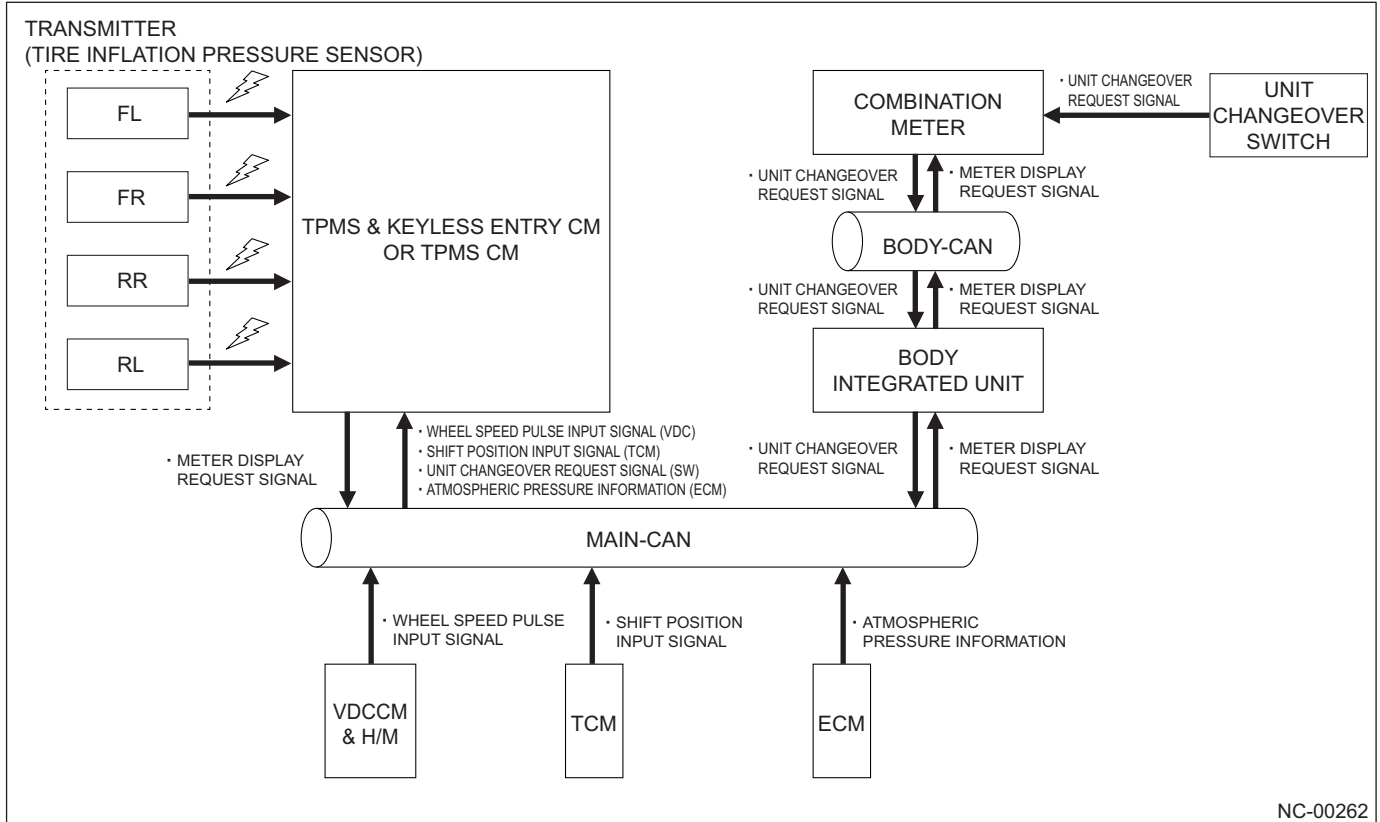 TRANSMITTER
(TIRE INFLATION PRESSURE SENSOR)
FL
FR
RR
RL
TPMS & KEYLESS ENTRY CM
OR TPMS CM
COMBINATION
METER
・UNIT CHANGEOVER
REQUEST SIGNAL
UNIT
CHANGEOVER
SWITCH
・UNIT CHANGEOVER
REQUEST SIGNAL
・METER DISPLAY
REQUEST SIGNAL
BODY-CAN
・UNIT CHANGEOVER
REQUEST SIGNAL
・METER DISPLAY
REQUEST SIGNAL
BODY
INTEGRATED UNIT
・METER DISPLAY
REQUEST SIGNAL
・WHEEL SPEED PULSE INPUT SIGNAL (VDC)
・SHIFT POSITION INPUT SIGNAL (TCM)
・UNIT CHANGEOVER REQUEST SIGNAL (SW)
・ATMOSPHERIC PRESSURE INFORMATION (ECM)
・UNIT CHANGEOVER
REQUEST SIGNAL
・METER DISPLAY
REQUEST SIGNAL
MAIN-CAN
・WHEEL SPEED PULSE
INPUT SIGNAL
・SHIFT POSITION
INPUT SIGNAL
・ATMOSPHERIC
PRESSURE INFORMATION
VDCCM
& H/M
TCM
ECM
NC-00262